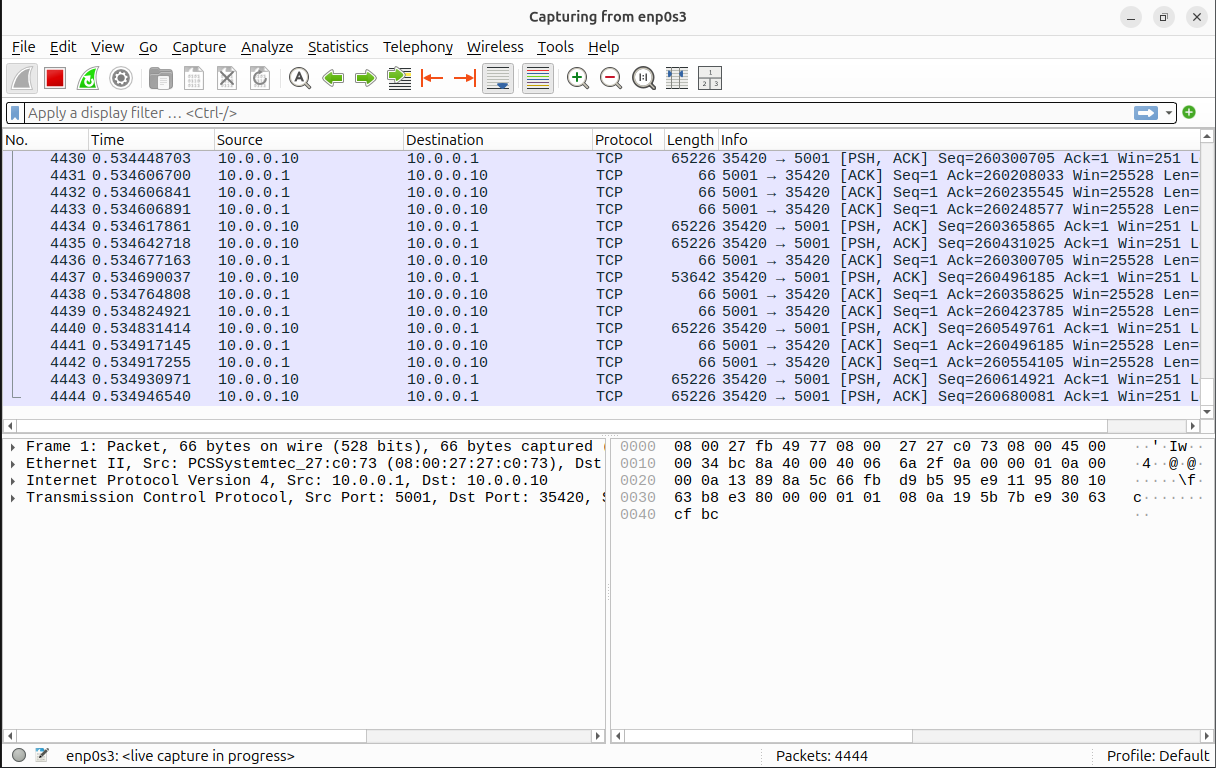 Capturing from enp0s3
File Edit View Go Capture Analyze Statistics Telephony Wireless Tools Help
Apply a display filter … <Ctrl-/>
No. Time Source Destination Protocol Length Info
4430 0.534448703 10.0.0.10 10.0.0.1 TCP 65226 35420 → 5001 [PSH, ACK] Seq=260300705 Ack=1 Win=251 L
4431 0.534606700 10.0.0.1 10.0.0.10 TCP 66 5001 → 35420 [ACK] Seq=1 Ack=260208033 Win=25528 Len=
4432 0.534606841 10.0.0.1 10.0.0.10 TCP 66 5001 → 35420 [ACK] Seq=1 Ack=260235545 Win=25528 Len=
4433 0.534606891 10.0.0.1 10.0.0.10 TCP 66 5001 → 35420 [ACK] Seq=1 Ack=260248577 Win=25528 Len=
4434 0.534617861 10.0.0.10 10.0.0.1 TCP 65226 35420 → 5001 [PSH, ACK] Seq=260365865 Ack=1 Win=251 L
4435 0.534642718 10.0.0.10 10.0.0.1 TCP 65226 35420 → 5001 [PSH, ACK] Seq=260431025 Ack=1 Win=251 L
4436 0.534677163 10.0.0.1 10.0.0.10 TCP 66 5001 → 35420 [ACK] Seq=1 Ack=260300705 Win=25528 Len=
4437 0.534690037 10.0.0.10 10.0.0.1 TCP 53642 35420 → 5001 [PSH, ACK] Seq=260496185 Ack=1 Win=251 L
4438 0.534764808 10.0.0.1 10.0.0.10 TCP 66 5001 → 35420 [ACK] Seq=1 Ack=260358625 Win=25528 Len=
4439 0.534824921 10.0.0.1 10.0.0.10 TCP 66 5001 → 35420 [ACK] Seq=1 Ack=260423785 Win=25528 Len=
4440 0.534831414 10.0.0.10 10.0.0.1 TCP 65226 35420 → 5001 [PSH, ACK] Seq=260549761 Ack=1 Win=251 L
4441 0.534917145 10.0.0.1 10.0.0.10 TCP 66 5001 → 35420 [ACK] Seq=1 Ack=260496185 Win=25528 Len=
4442 0.534917255 10.0.0.1 10.0.0.10 TCP 66 5001 → 35420 [ACK] Seq=1 Ack=260554105 Win=25528 Len=
4443 0.534930971 10.0.0.10 10.0.0.1 TCP 65226 35420 → 5001 [PSH, ACK] Seq=260614921 Ack=1 Win=251 L
4444 0.534946540 10.0.0.10 10.0.0.1 TCP 65226 35420 → 5001 [PSH, ACK] Seq=260680081 Ack=1 Win=251 L
Frame 1: Packet, 66 bytes on wire (528 bits), 66 bytes captured (
Ethernet II, Src: PCSSystemtec_27:c0:73 (08:00:27:27:c0:73), Dst
Internet Protocol Version 4, Src: 10.0.0.1, Dst: 10.0.0.10
Transmission Control Protocol, Src Port: 5001, Dst Port: 35420, S
0000 08 00 27 fb 49 77 08 00 27 27 c0 73 08 00 45 00 ··'·Iw··
0010 00 34 bc 8a 40 00 40 06 6a 2f 0a 00 00 01 0a 00 ·4··@·@·
0020 00 0a 13 89 8a 5c 66 fb d9 b5 95 e9 11 95 80 10 ·····\f·
0030 63 b8 e3 80 00 00 01 01 08 0a 19 5b 7b e9 30 63 c·······
0040 cf bc ··
enp0s3: <live capture in progress> Packets: 4444 Profile: Default